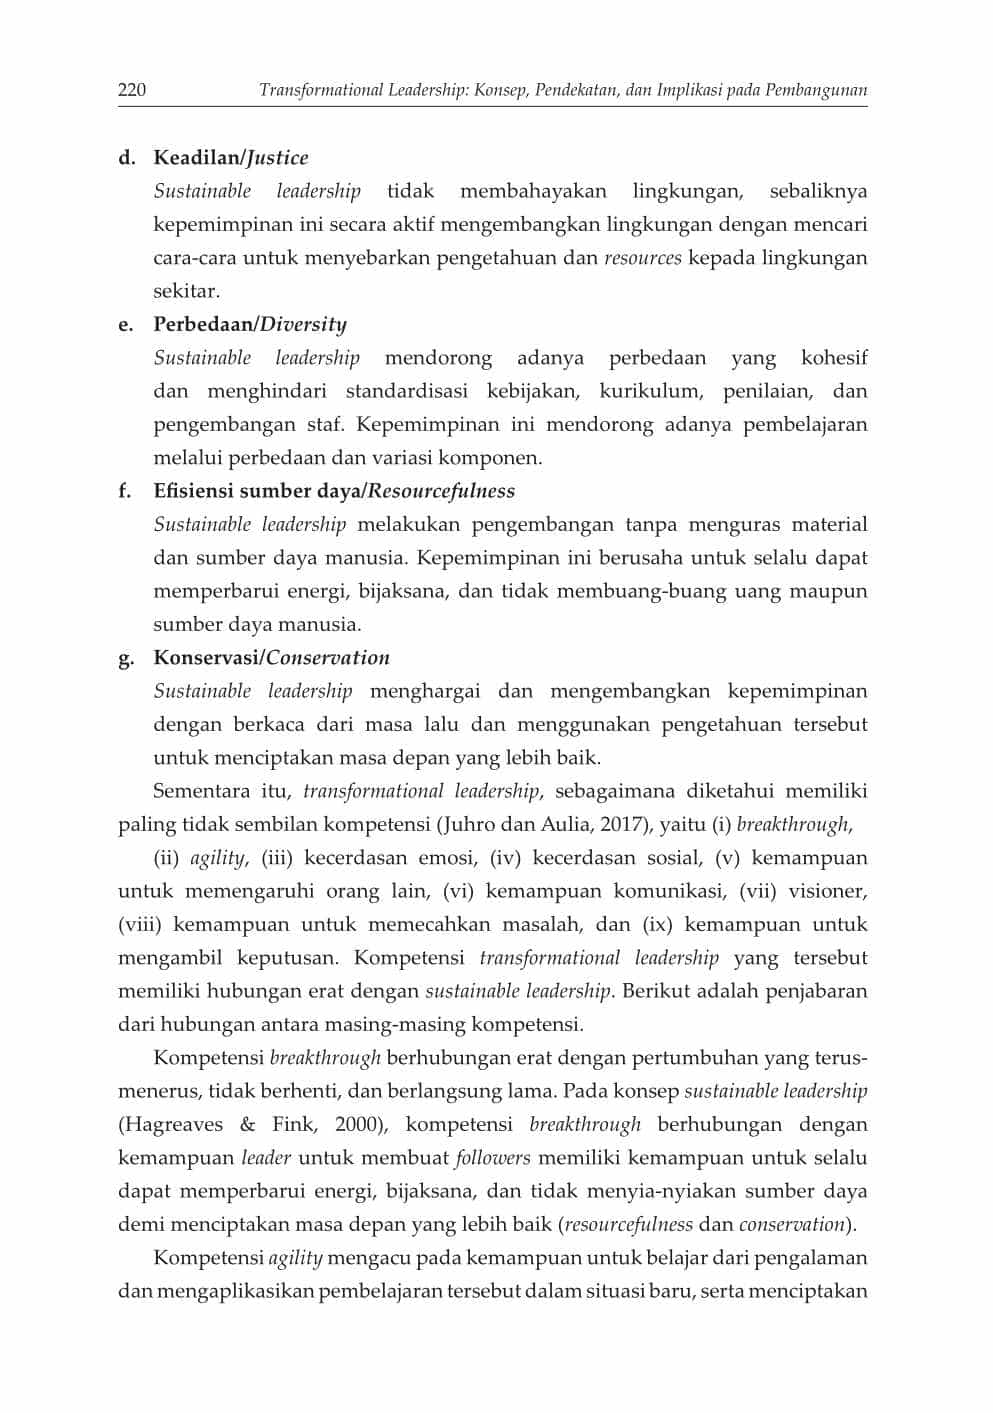 220 Transformational Leadership: Konsep, Pendekatan, dan Implikasi pada Pembangunan
d. Keadilan/Justice
Sustainable leadership tidak membahayakan lingkungan, sebaliknya
kepemimpinan ini secara aktif mengembangkan lingkungan dengan mencari
cara-cara untuk menyebarkan pengetahuan dan resources kepada lingkungan
sekitar.
e. Perbedaan/Diversity
Sustainable leadership mendorong adanya perbedaan yang kohesif
dan menghindari standardisasi kebijakan, kurikulum, penilaian, dan
pengembangan staf. Kepemimpinan ini mendorong adanya pembelajaran
melalui perbedaan dan variasi komponen.
f. Efisiensi sumber daya/Resourcefulness
Sustainable leadership melakukan pengembangan tanpa menguras material
dan sumber daya manusia. Kepemimpinan ini berusaha untuk selalu dapat
memperbarui energi, bijaksana, dan tidak membuang-buang uang maupun
sumber daya manusia.
g. Konservasi/Conservation
Sustainable leadership menghargai dan mengembangkan kepemimpinan
dengan berkaca dari masa lalu dan menggunakan pengetahuan tersebut
untuk menciptakan masa depan yang lebih baik.
Sementara itu, transformational leadership, sebagaimana diketahui memiliki
paling tidak sembilan kompetensi (Juhro dan Aulia, 2017), yaitu (i) breakthrough,
(ii) agility, (iii) kecerdasan emosi, (iv) kecerdasan sosial, (v) kemampuan
untuk memengaruhi orang lain, (vi) kemampuan komunikasi, (vii) visioner,
(viii) kemampuan untuk memecahkan masalah, dan (ix) kemampuan untuk
mengambil keputusan. Kompetensi transformational leadership yang tersebut
memiliki hubungan erat dengan sustainable leadership. Berikut adalah penjabaran
dari hubungan antara masing-masing kompetensi.
Kompetensi breakthrough berhubungan erat dengan pertumbuhan yang terus-
menerus, tidak berhenti, dan berlangsung lama. Pada konsep sustainable leadership
(Hagreaves & Fink, 2000), kompetensi breakthrough berhubungan dengan
kemampuan leader untuk membuat followers memiliki kemampuan untuk selalu
dapat memperbarui energi, bijaksana, dan tidak menyia-nyiakan sumber daya
demi menciptakan masa depan yang lebih baik (resourcefulness dan conservation).
Kompetensi agility mengacu pada kemampuan untuk belajar dari pengalaman
dan mengaplikasikan pembelajaran tersebut dalam situasi baru, serta menciptakan